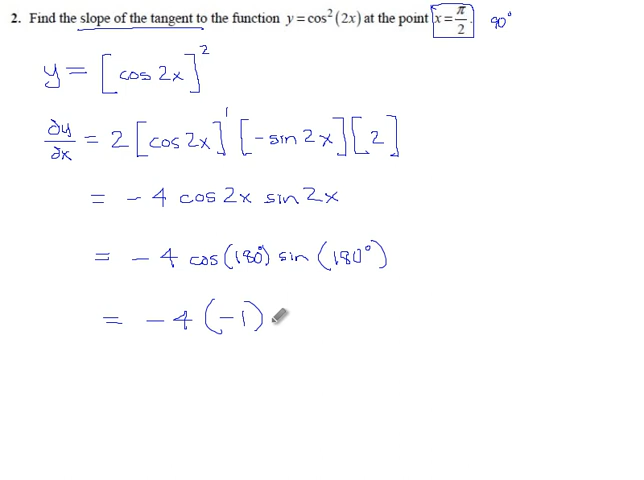 2. Find the slope of the tangent to the function y = cos² (2x) at the point x = π/2. 90°
y = [cos 2x]²
∂y/∂x = 2 [cos 2x]¹ [-sin 2x][2]
= -4 cos 2x sin 2x
= -4 cos(180°) sin(180°)
= -4 (-1)